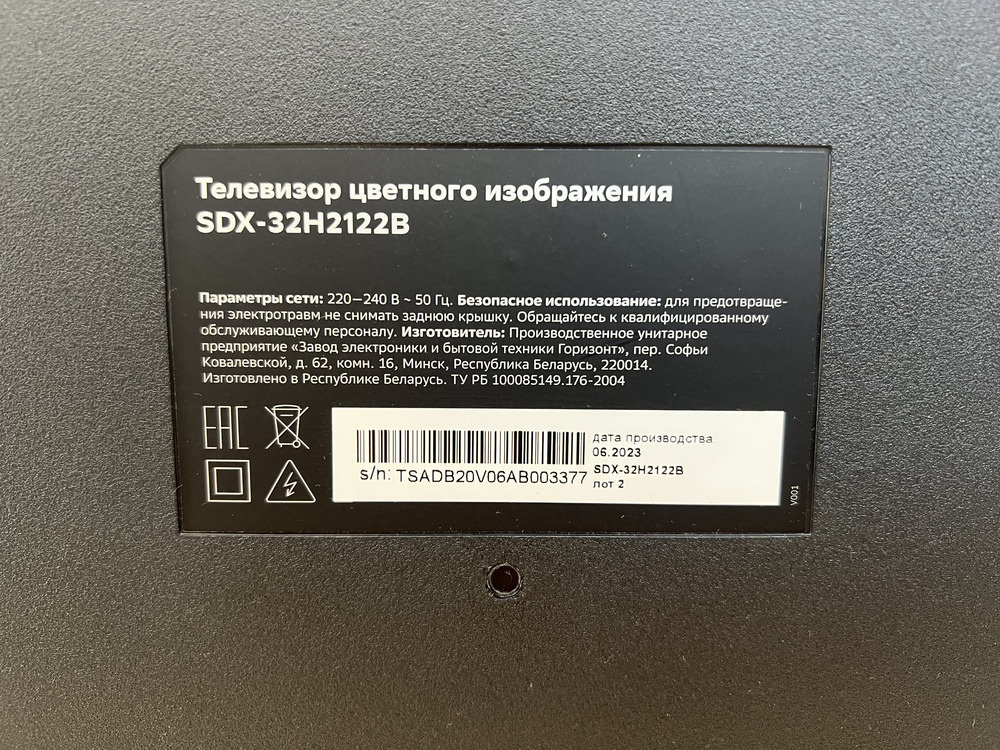 Телевизор цветного изображения
SDX-32H2122B
Параметры сети: 220—240 В ~ 50 Гц. Безопасное использование: для предотвраще-
ния электротравм не снимать заднюю крышку. Обращайтесь к квалифицированному
обслуживающему персоналу. Изготовитель: Производственное унитарное
предприятие «Завод электроники и бытовой техники Горизонт», пер. Софьи
Ковалевской, д. 62, комн. 16, Минск, Республика Беларусь, 220014.
Изготовлено в Республике Беларусь. ТУ РБ 100085149.176-2004
EAC
дата производства.
06.2023
SDX-32H2122B
лот 2
s/n: TSADB20V06AB003377
V001